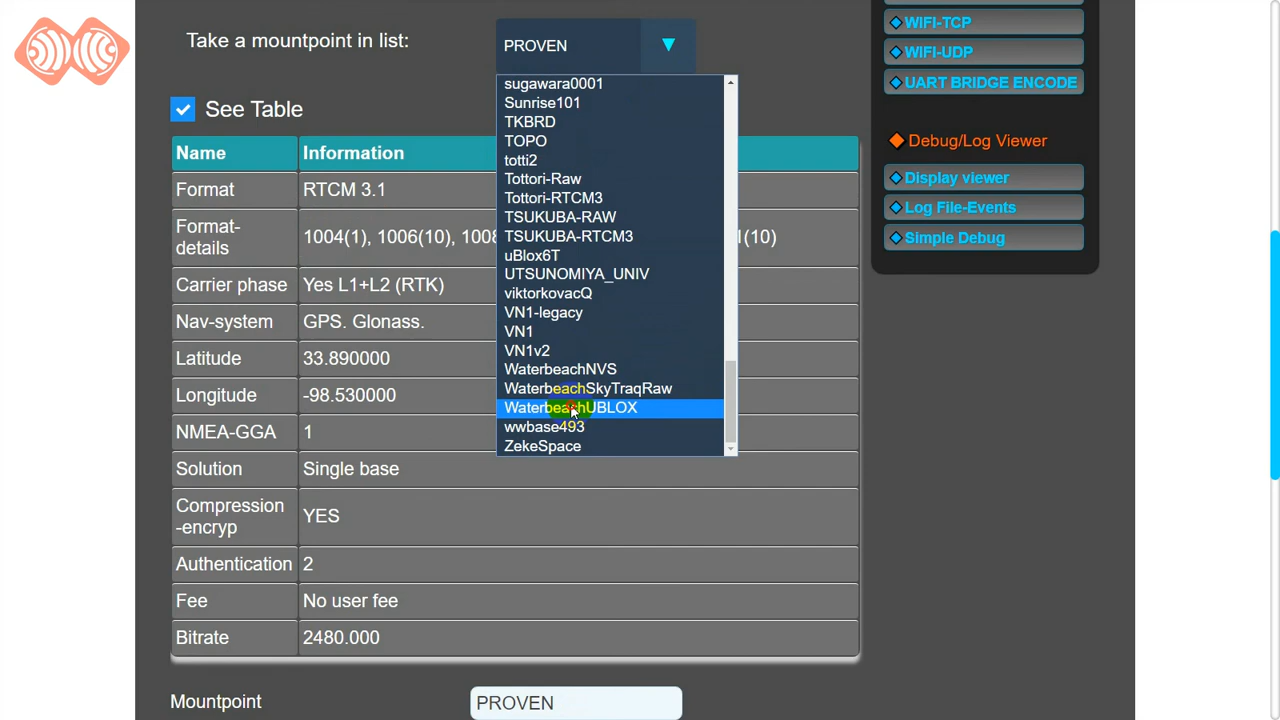 Take a mountpoint in list:
PROVEN
sugawara0001
Sunrise101
TKBRD
TOPO
totti2
Tottori-Raw
Tottori-RTCM3
TSUKUBA-RAW
TSUKUBA-RTCM3
uBlox6T
UTSUNOMIYA_UNIV
viktorkovacQ
VN1-legacy
VN1
VN1v2
WaterbeachNVS
WaterbeachSkyTraqRaw
WaterbeachUBLOX
wwbase493
ZekeSpace
See Table
Name Information
Format RTCM 3.1
Format-
details
1004(1), 1006(10), 1008 1(10)
Carrier phase Yes L1+L2 (RTK)
Nav-system GPS. Glonass.
Latitude 33.890000
Longitude -98.530000
NMEA-GGA 1
Solution Single base
Compression
-encryp
YES
Authentication 2
Fee No user fee
Bitrate 2480.000
Mountpoint PROVEN
WIFI-TCP
WIFI-UDP
UART BRIDGE ENCODE
Debug/Log Viewer
Display viewer
Log File-Events
Simple Debug